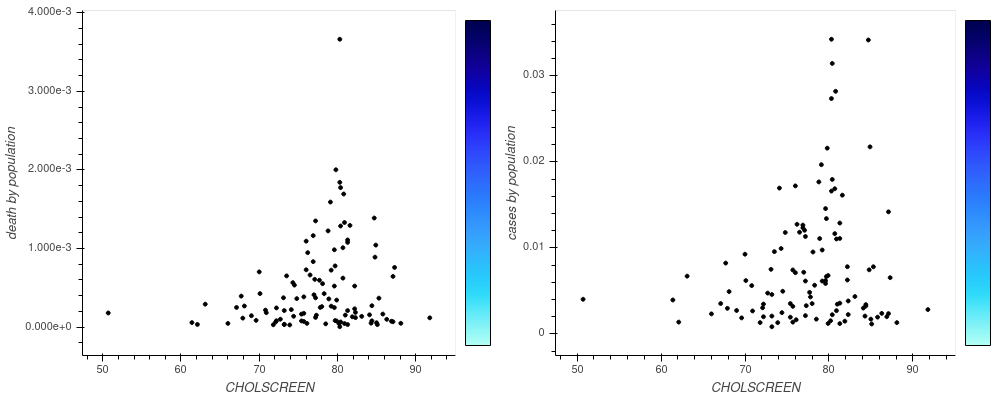 4.000e-3
3.000e-3
2.000e-3
1.000e-3
0.000e+0
death by population
50
60
70
80
90
CHOLSCREEN
0.03
0.02
0.01
0
cases by population
50
60
70
80
90
CHOLSCREEN